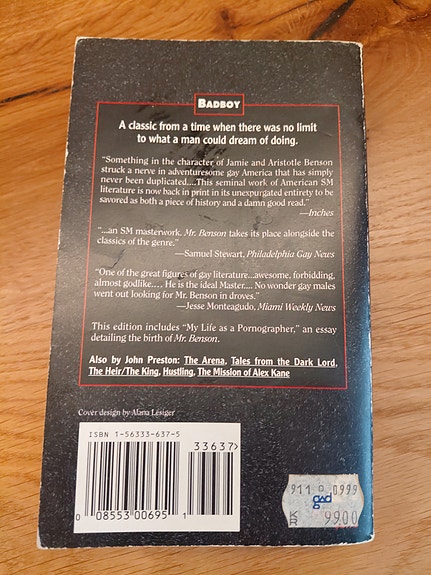 BADBOY
A classic from a time when there was no limit
to what a man could dream of doing.
"Something in the character of Jamie and Aristotle Benson
struck a nerve in adventuresome gay America that has simply
never been duplicated....This seminal work of American SM
literature is now back in print in its unexpurgated entirety to be
savored as both a piece of history and a damn good read."
—Inches
"...an SM masterwork, Mr. Benson takes its place alongside the
classics of the genre."
—Samuel Stewart, Philadelphia Gay News
"One of the great figures of gay literature...awesome, forbidding,
almost godlike.... He is the ideal Master.... No wonder gay males
went out looking for Mr. Benson in droves."
—Jesse Monteagudo, Miami Weekly News
This edition includes "My Life as a Pornographer," an essay
detailing the birth of Mr. Benson.
Also by John Preston: The Arena, Tales from the Dark Lord,
The Heir/The King, Hustling, The Mission of Alex Kane
Cover design by Alana Lesiger
ISBN 1-56333-637-5
33637>
0 08553 00695 1
911 0999
gad
KR 9900